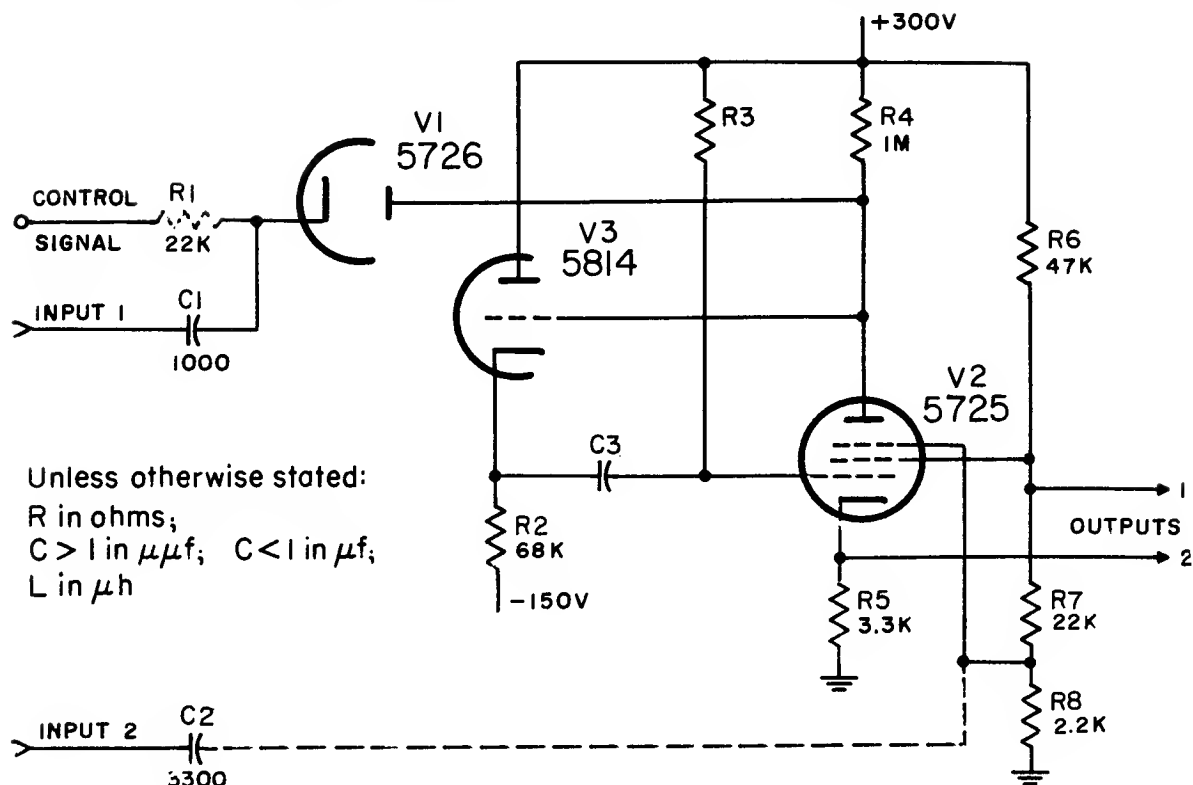 +300V
R3
R4
1M
V1
5726
CONTROL
SIGNAL
R1
22K
V3
5814
R6
47K
INPUT 1
C1
1000
V2
5725
C3
Unless otherwise stated:
R in ohms;
C > 1 in μμf; C < 1 in μf;
L in μh
R2
68K
-150V
1
OUTPUTS
2
R5
3.3K
R7
22K
R8
2.2K
INPUT 2
C2
3300